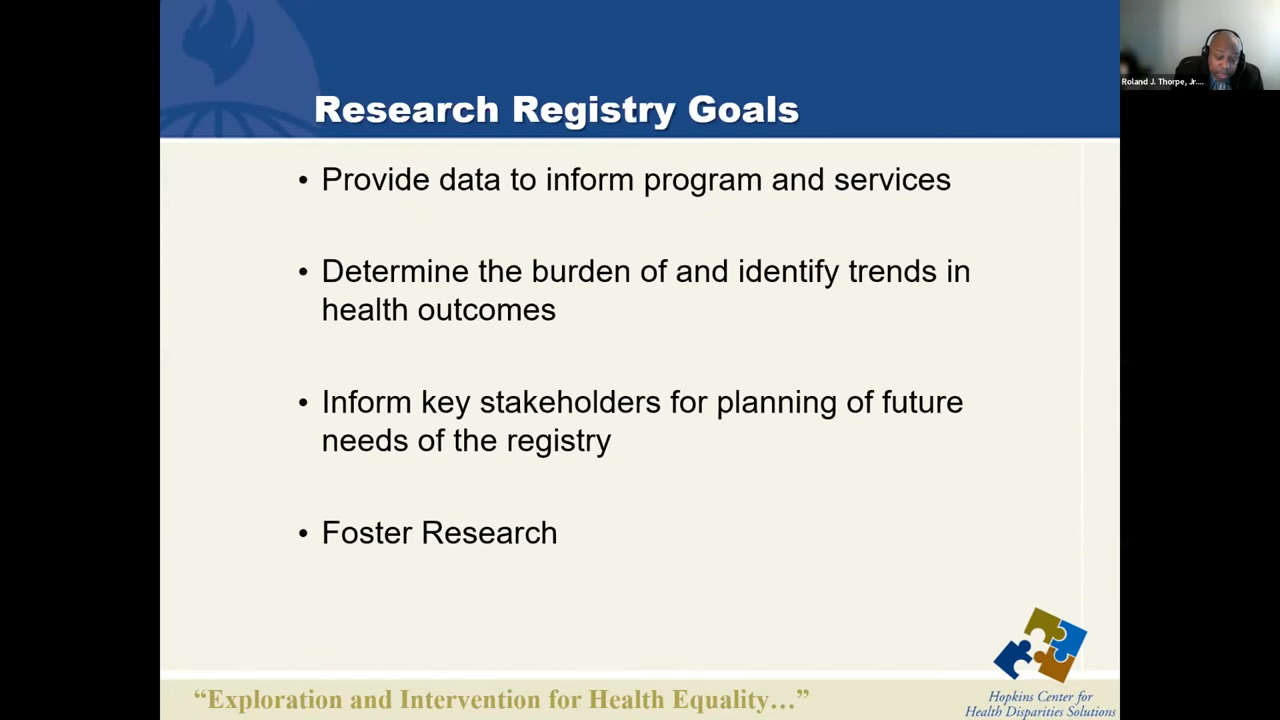 Roland J. Thorpe, Jr....
Research Registry Goals
• Provide data to inform program and services
• Determine the burden of and identify trends in
health outcomes
• Inform key stakeholders for planning of future
needs of the registry
• Foster Research
“Exploration and Intervention for Health Equality…”
Hopkins Center for
Health Disparities Solutions